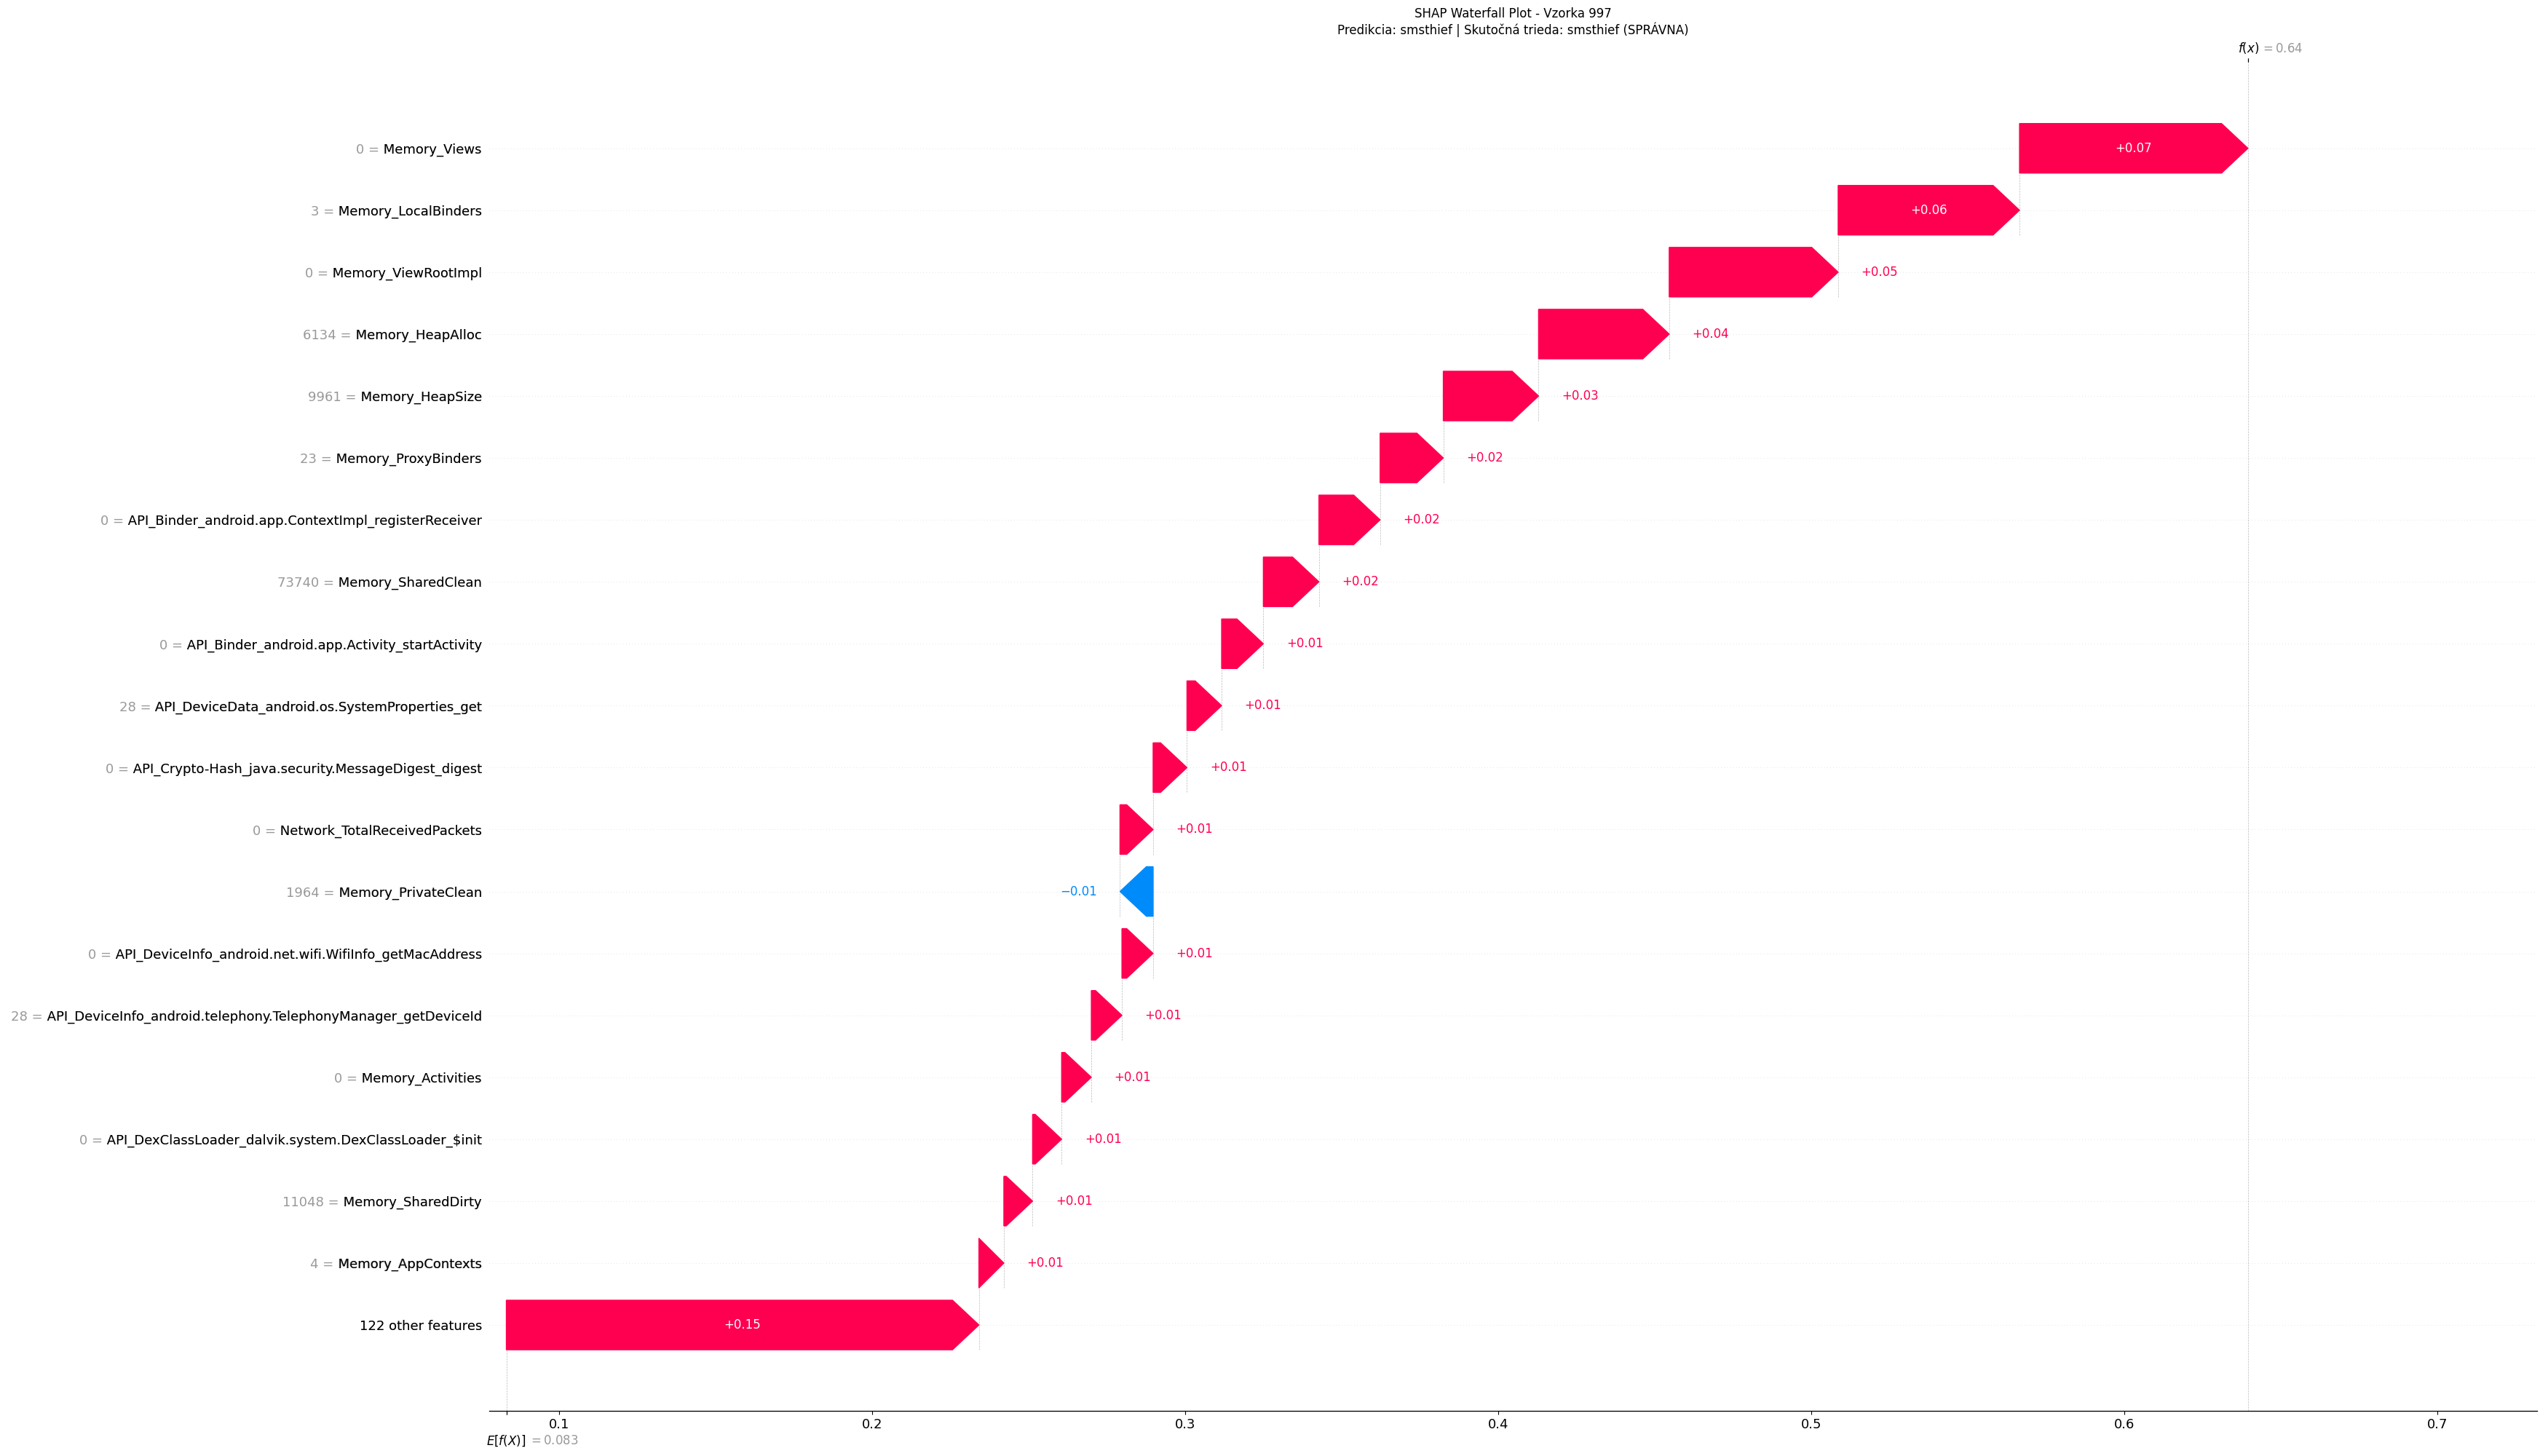 SHAP Waterfall Plot - Vzorka 997
Predikcia: smsthief | Skutočná trieda: smsthief (SPRÁVNA)
f(x) = 0.64
0 = Memory_Views
+0.07
3 = Memory_LocalBinders
+0.06
0 = Memory_ViewRootImpl
+0.05
6134 = Memory_HeapAlloc
+0.04
9961 = Memory_HeapSize
+0.03
23 = Memory_ProxyBinders
+0.02
0 = API_Binder_android.app.ContextImpl_registerReceiver
+0.02
73740 = Memory_SharedClean
+0.02
0 = API_Binder_android.app.Activity_startActivity
+0.01
28 = API_DeviceData_android.os.SystemProperties_get
+0.01
0 = API_Crypto-Hash_java.security.MessageDigest_digest
+0.01
0 = Network_TotalReceivedPackets
+0.01
1964 = Memory_PrivateClean
−0.01
0 = API_DeviceInfo_android.net.wifi.WifiInfo_getMacAddress
+0.01
28 = API_DeviceInfo_android.telephony.TelephonyManager_getDeviceId
+0.01
0 = Memory_Activities
+0.01
0 = API_DexClassLoader_dalvik.system.DexClassLoader_$init
+0.01
11048 = Memory_SharedDirty
+0.01
4 = Memory_AppContexts
+0.01
122 other features
+0.15
0.1 0.2 0.3 0.4 0.5 0.6 0.7
E[f(X)] = 0.083